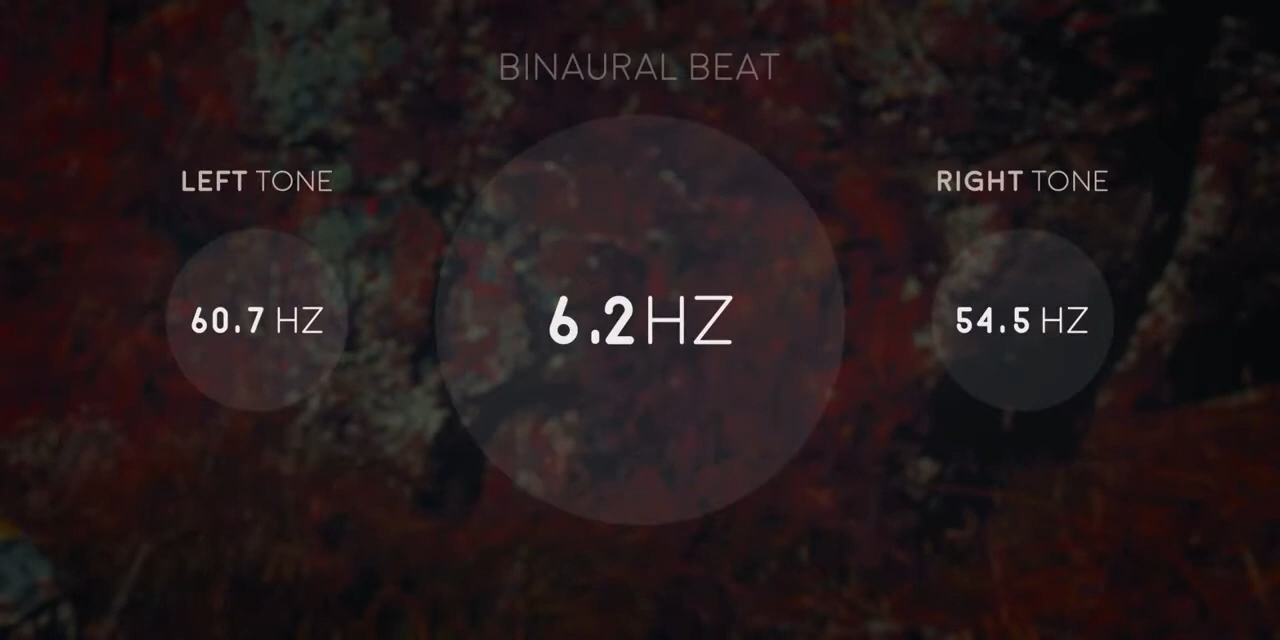 BINAURAL BEAT
LEFT TONE
RIGHT TONE
60.7 HZ
6.2 HZ
54.5 HZ